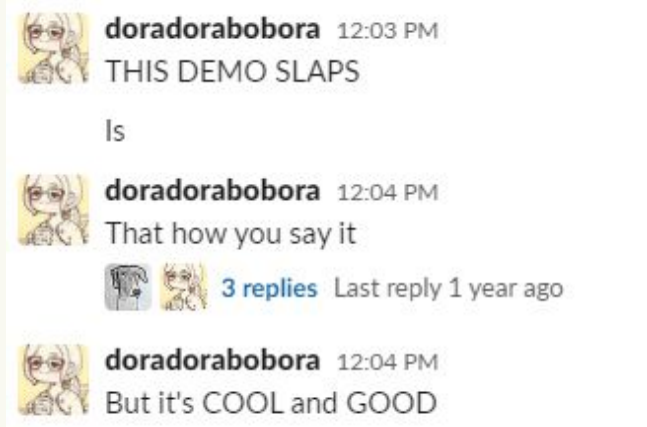 doradorabobora 12:03 PM
THIS DEMO SLAPS
Is
doradorabobora 12:04 PM
That how you say it
3 replies Last reply 1 year ago
doradorabobora 12:04 PM
But it's COOL and GOOD